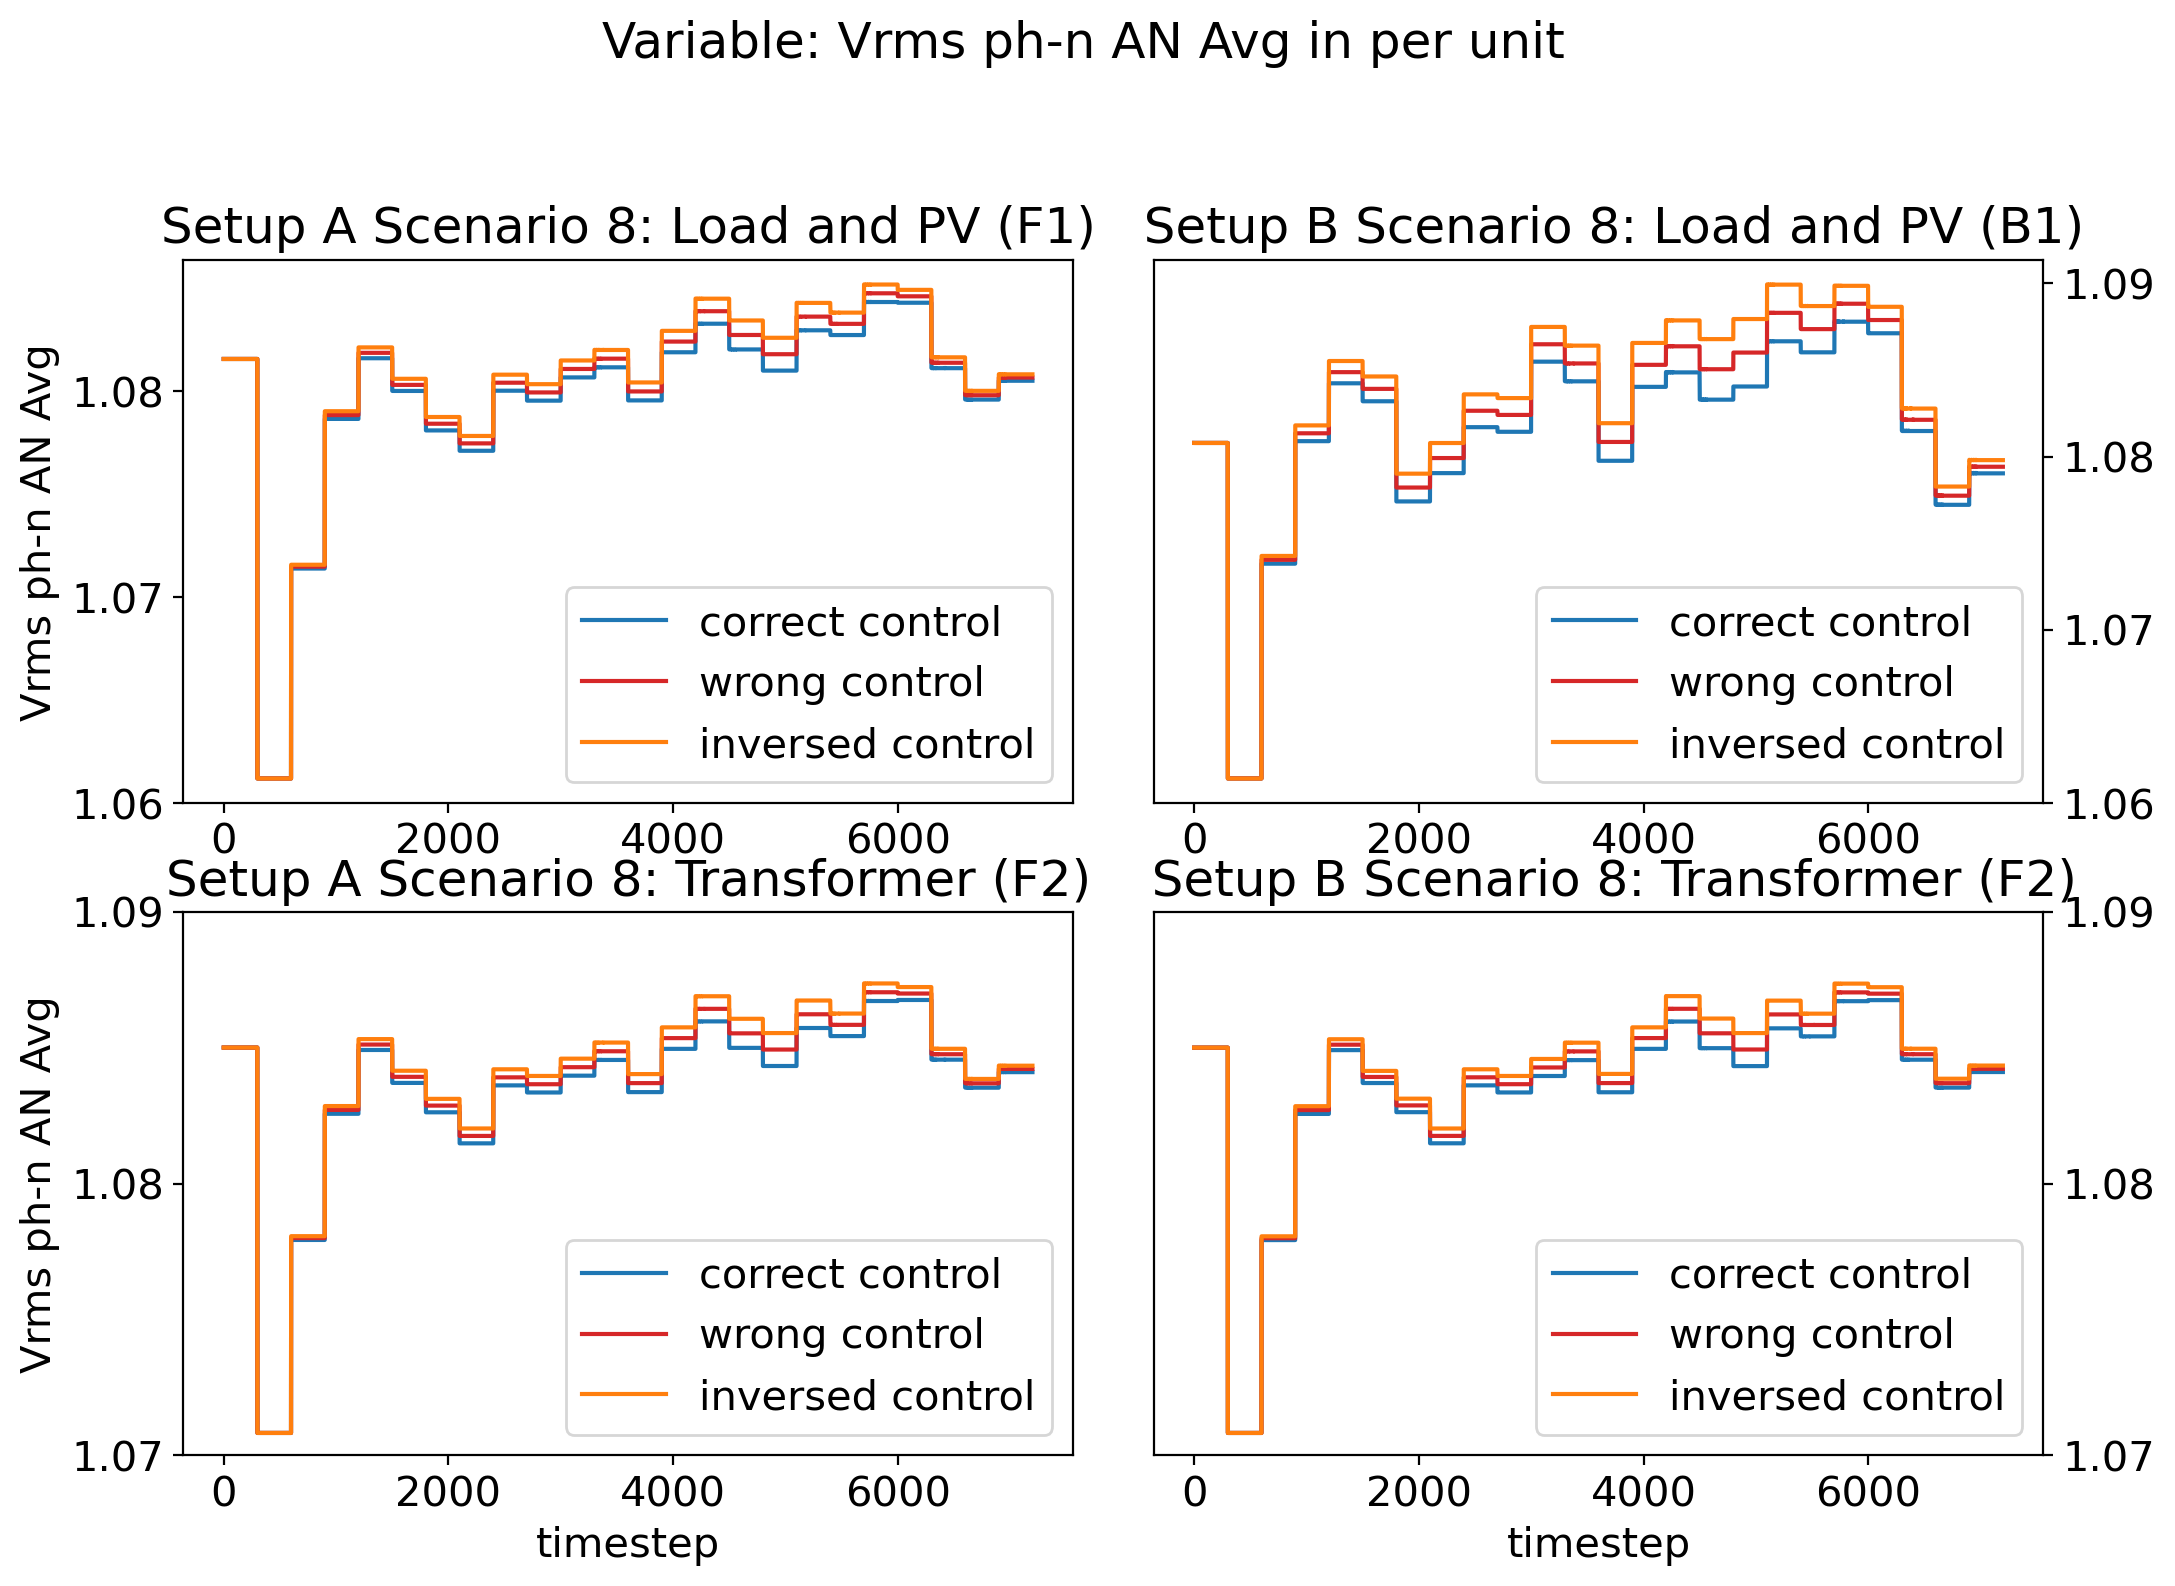 Variable: Vrms ph-n AN Avg in per unit
Setup A Scenario 8: Load and PV (F1)
Vrms ph-n AN Avg
1.08
1.07
1.06
0 2000 4000 6000
correct control
wrong control
inversed control
Setup B Scenario 8: Load and PV (B1)
1.09
1.08
1.07
1.06
0 2000 4000 6000
correct control
wrong control
inversed control
Setup A Scenario 8: Transformer (F2)
Vrms ph-n AN Avg
1.09
1.08
1.07
0 2000 4000 6000
timestep
correct control
wrong control
inversed control
Setup B Scenario 8: Transformer (F2)
1.09
1.08
1.07
0 2000 4000 6000
timestep
correct control
wrong control
inversed control